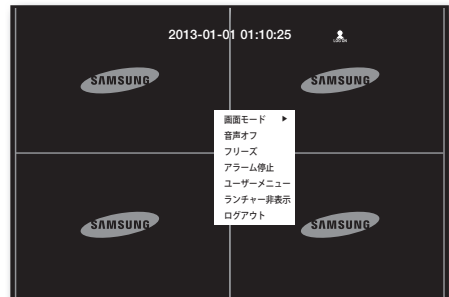 2013-01-01 01:10:25
LOG ON
SAMSUNG SAMSUNG
画面モード ▶
音声オフ
フリーズ
アラーム停止
ユーザーメニュー
ランチャー非表示
ログアウト
SAMSUNG SAMSUNG